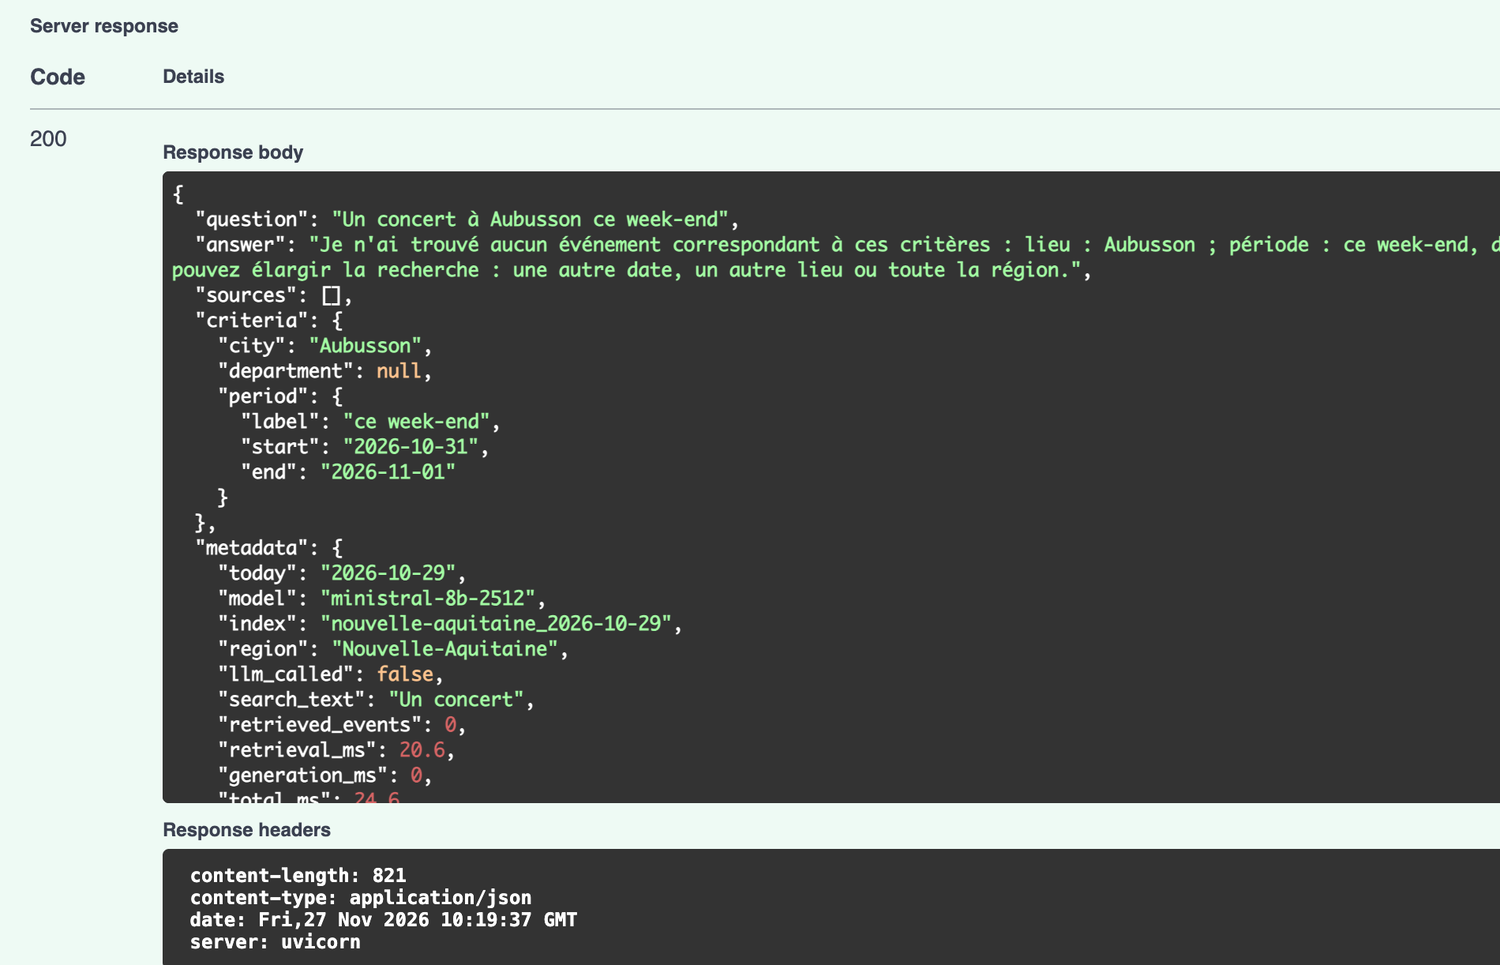 Server response
Code Details
200
Response body
{
"question": "Un concert à Aubusson ce week-end",
"answer": "Je n'ai trouvé aucun événement correspondant à ces critères : lieu : Aubusson ; période : ce week-end,
pouvez élargir la recherche : une autre date, un autre lieu ou toute la région.",
"sources": [],
"criteria": {
"city": "Aubusson",
"department": null,
"period": {
"label": "ce week-end",
"start": "2026-10-31",
"end": "2026-11-01"
}
},
"metadata": {
"today": "2026-10-29",
"model": "ministral-8b-2512",
"index": "nouvelle-aquitaine_2026-10-29",
"region": "Nouvelle-Aquitaine",
"llm_called": false,
"search_text": "Un concert",
"retrieved_events": 0,
"retrieval_ms": 20.6,
"generation_ms": 0,
"total_ms": 24.6
Response headers
content-length: 821
content-type: application/json
date: Fri,27 Nov 2026 10:19:37 GMT
server: uvicorn